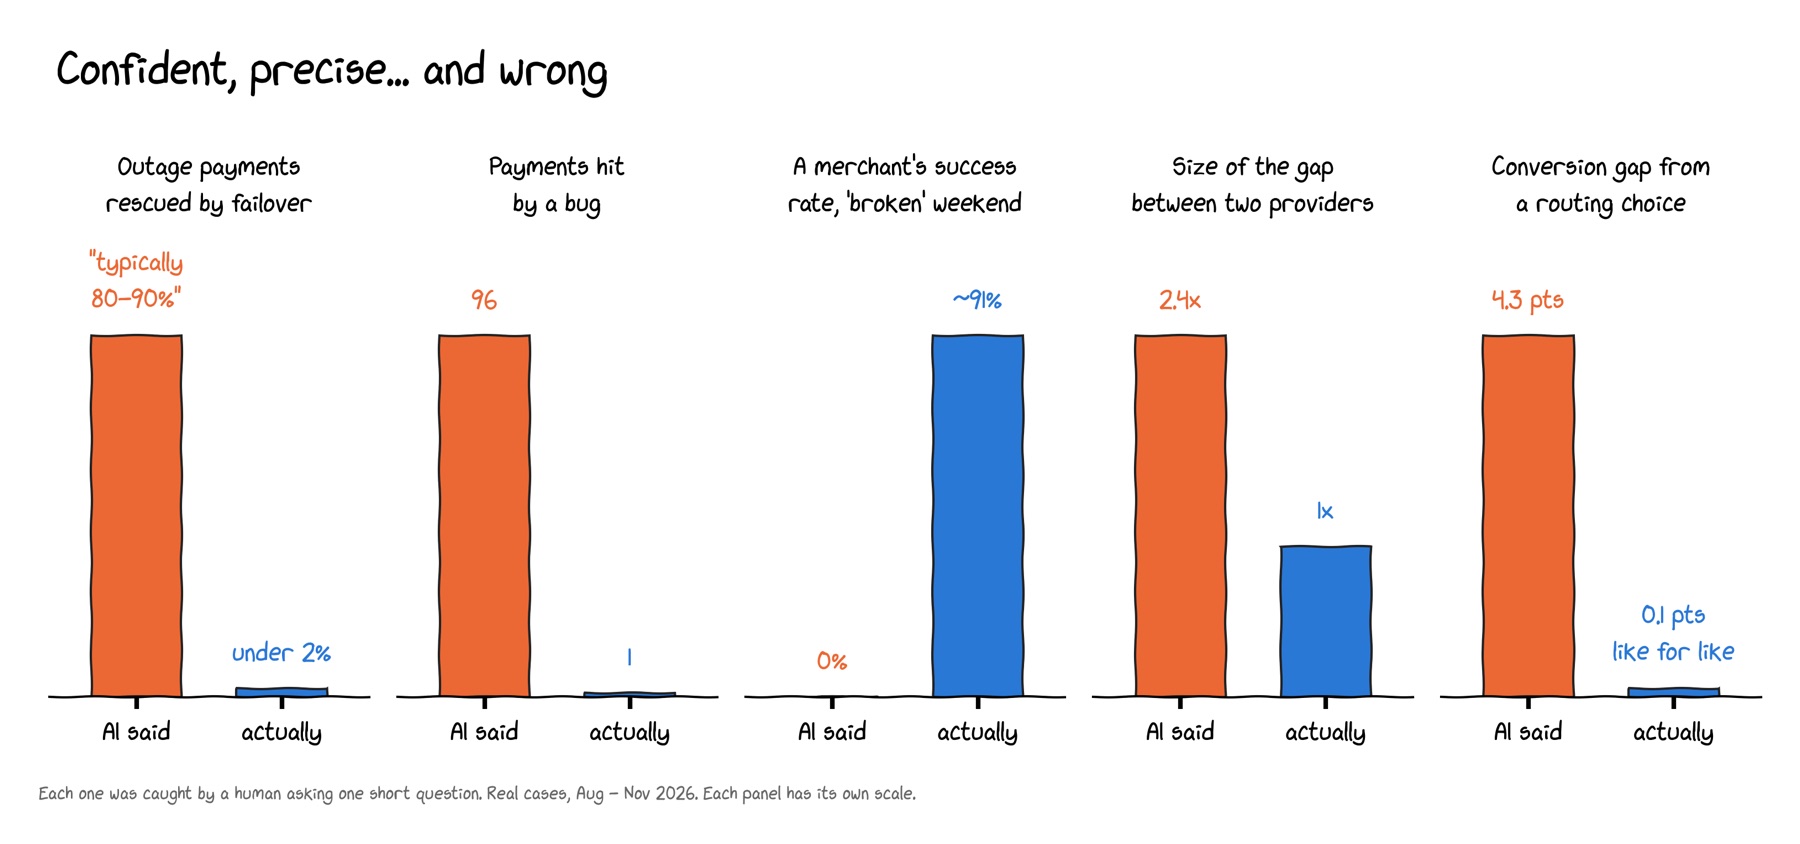 Confident, precise... and wrong
Outage payments
rescued by failover
"typically
80–90%"
under 2%
AI said
actually
Payments hit
by a bug
96
1
AI said
actually
A merchant's success
rate, 'broken' weekend
0%
~91%
AI said
actually
Size of the gap
between two providers
2.4x
1x
AI said
actually
Conversion gap from
a routing choice
4.3 pts
0.1 pts
like for like
AI said
actually
Each one was caught by a human asking one short question. Real cases, Aug – Nov 2026. Each panel has its own scale.